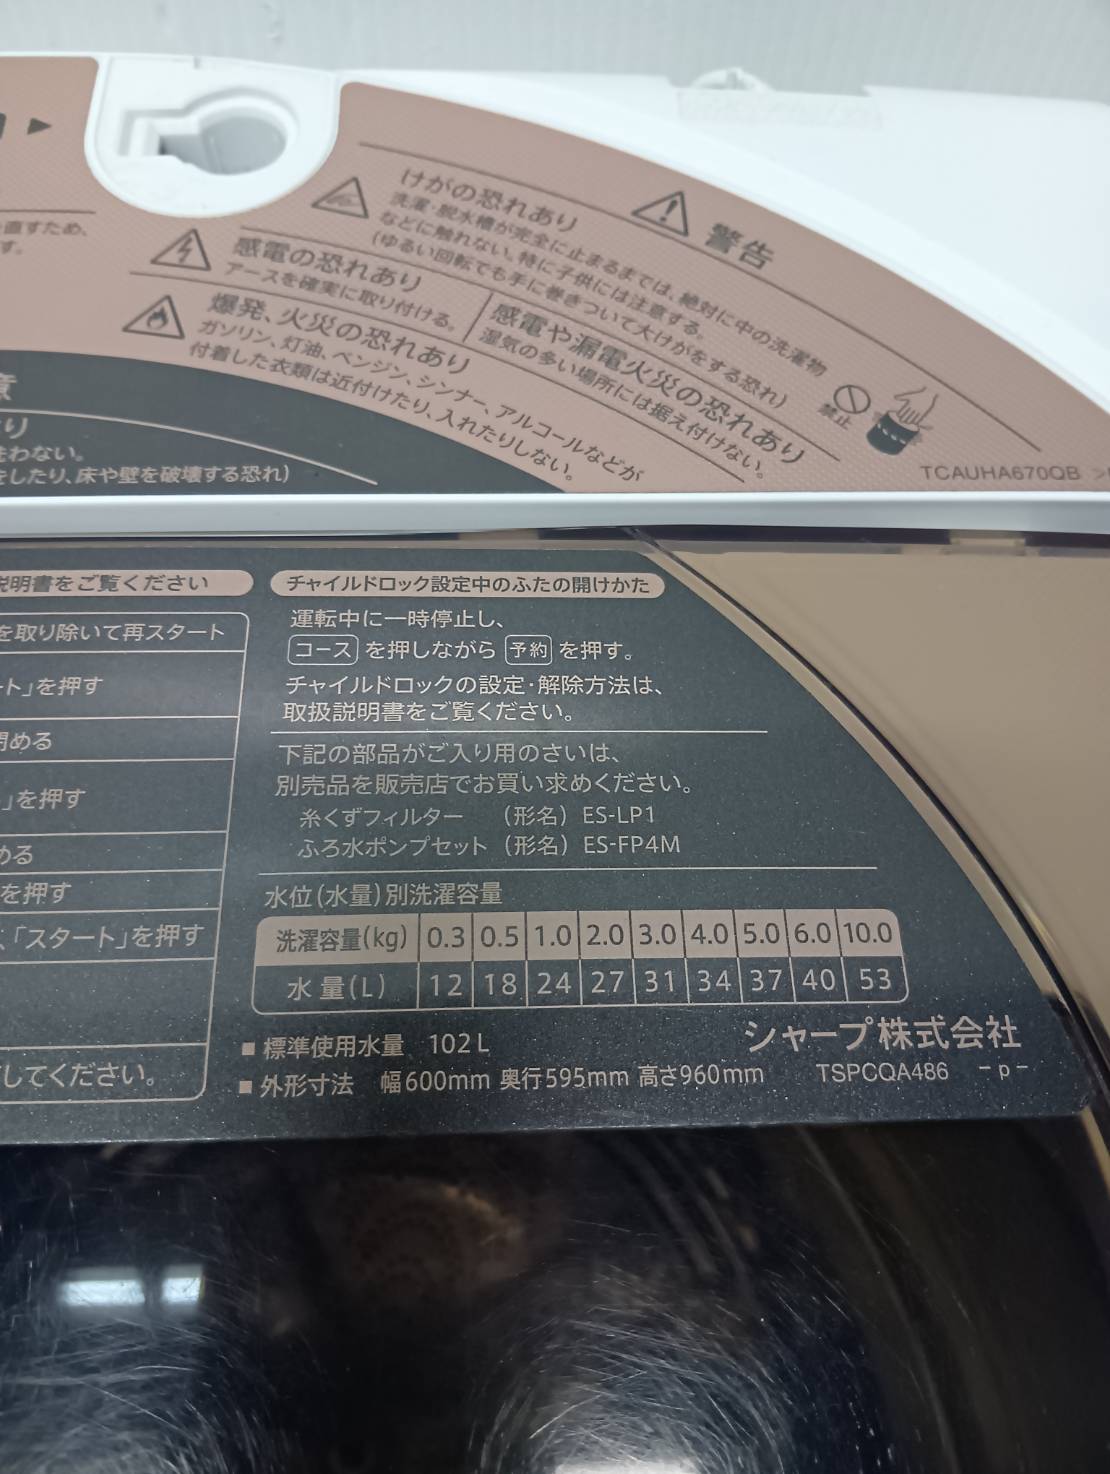 直すため、
す。
警告
けがの恐れあり
洗濯・脱水槽が完全に止まるまでは、絶対に中の洗濯物
などに触れない。特に子供には注意する。
(ゆるい回転でも手に巻きついて大けがをする恐れ)
禁止
感電の恐れあり
アースを確実に取り付ける。
感電や漏電火災の恐れあり
湿気の多い場所には据え付けない。
爆発、火災の恐れあり
ガソリン、灯油、ベンジン、シンナー、アルコールなどが
付着した衣類は近付けたり、入れたりしない。
TCAUHA670QB
意
り
わない。
をしたり、床や壁を破壊する恐れ)
説明書をご覧ください
を取り除いて再スタート
ート」を押す
閉める
」を押す
める
を押す
、「スタート」を押す
してください。
チャイルドロック設定中のふたの開けかた
運転中に一時停止し、
コース を押しながら 予約 を押す。
チャイルドロックの設定・解除方法は、
取扱説明書をご覧ください。
下記の部品がご入り用のさいは、
別売品を販売店でお買い求めください。
糸くずフィルター (形名) ES-LP1
ふろ水ポンプセット (形名) ES-FP4M
水位(水量)別洗濯容量
洗濯容量(kg) 0.3 0.5 1.0 2.0 3.0 4.0 5.0 6.0 10.0
水量(L) 12 18 24 27 31 34 37 40 53
■ 標準使用水量 102L
■ 外形寸法 幅600mm 奥行595mm 高さ960mm
シャープ株式会社
TSPCQA486 -p-